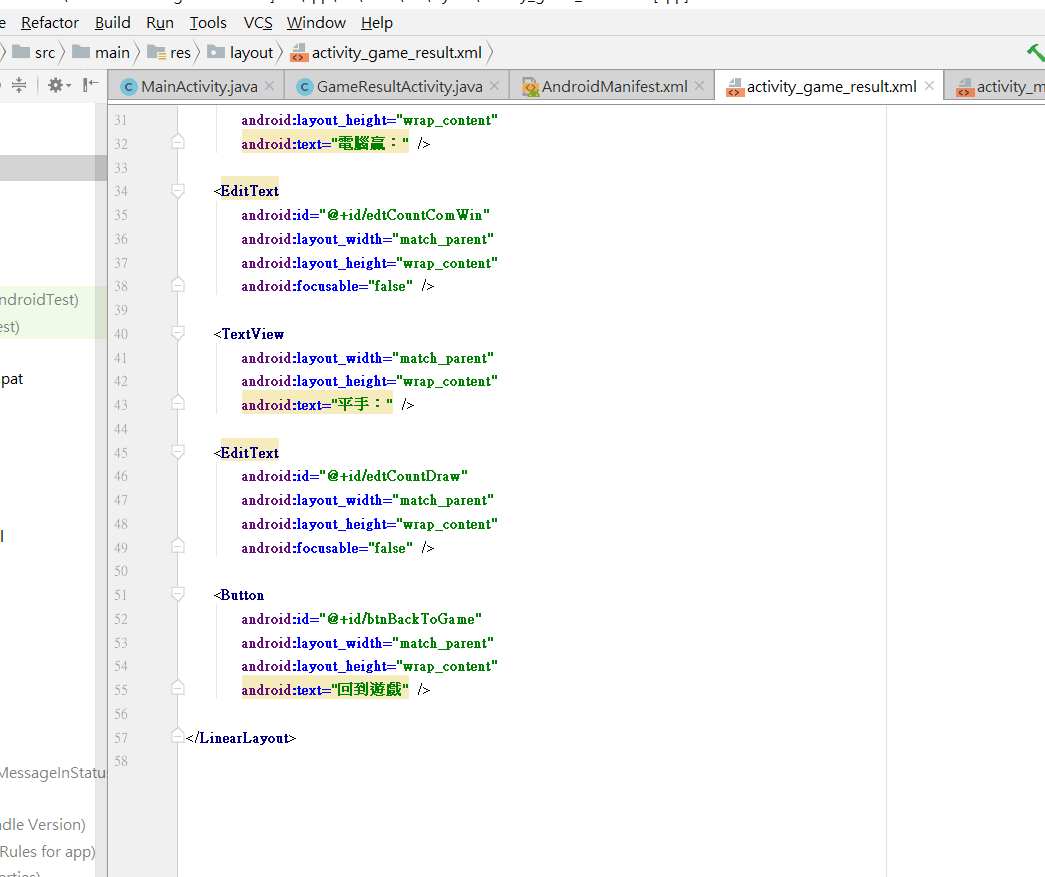 Refactor Build Run Tools VCS Window Help
src main res layout activity_game_result.xml
MainActivity.java GameResultActivity.java AndroidManifest.xml activity_game_result.xml activity_m
31 android:layout_height="wrap_content"
32 android:text="電腦贏：" />
33
34 <EditText
35 android:id="@+id/edtCountComWin"
36 android:layout_width="match_parent"
37 android:layout_height="wrap_content"
38 android:focusable="false" />
39
40 <TextView
41 android:layout_width="match_parent"
42 android:layout_height="wrap_content"
43 android:text="平手：" />
44
45 <EditText
46 android:id="@+id/edtCountDraw"
47 android:layout_width="match_parent"
48 android:layout_height="wrap_content"
49 android:focusable="false" />
50
51 <Button
52 android:id="@+id/btnBackToGame"
53 android:layout_width="match_parent"
54 android:layout_height="wrap_content"
55 android:text="回到遊戲" />
56
57 </LinearLayout>
58
ndroidTest)
est)
pat
MessageInStatu
dle Version)
Rules for app)